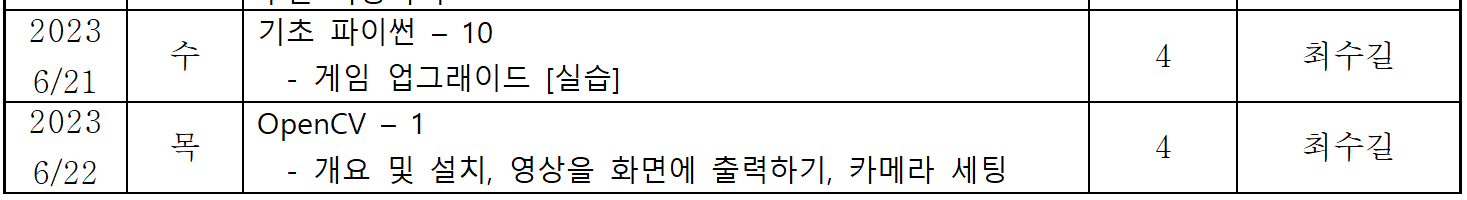 2023
6/21
수
기초 파이썬 – 10
- 게임 업그레이드 [실습]
4
최수길
2023
6/22
목
OpenCV – 1
- 개요 및 설치, 영상을 화면에 출력하기, 카메라 세팅
4
최수길